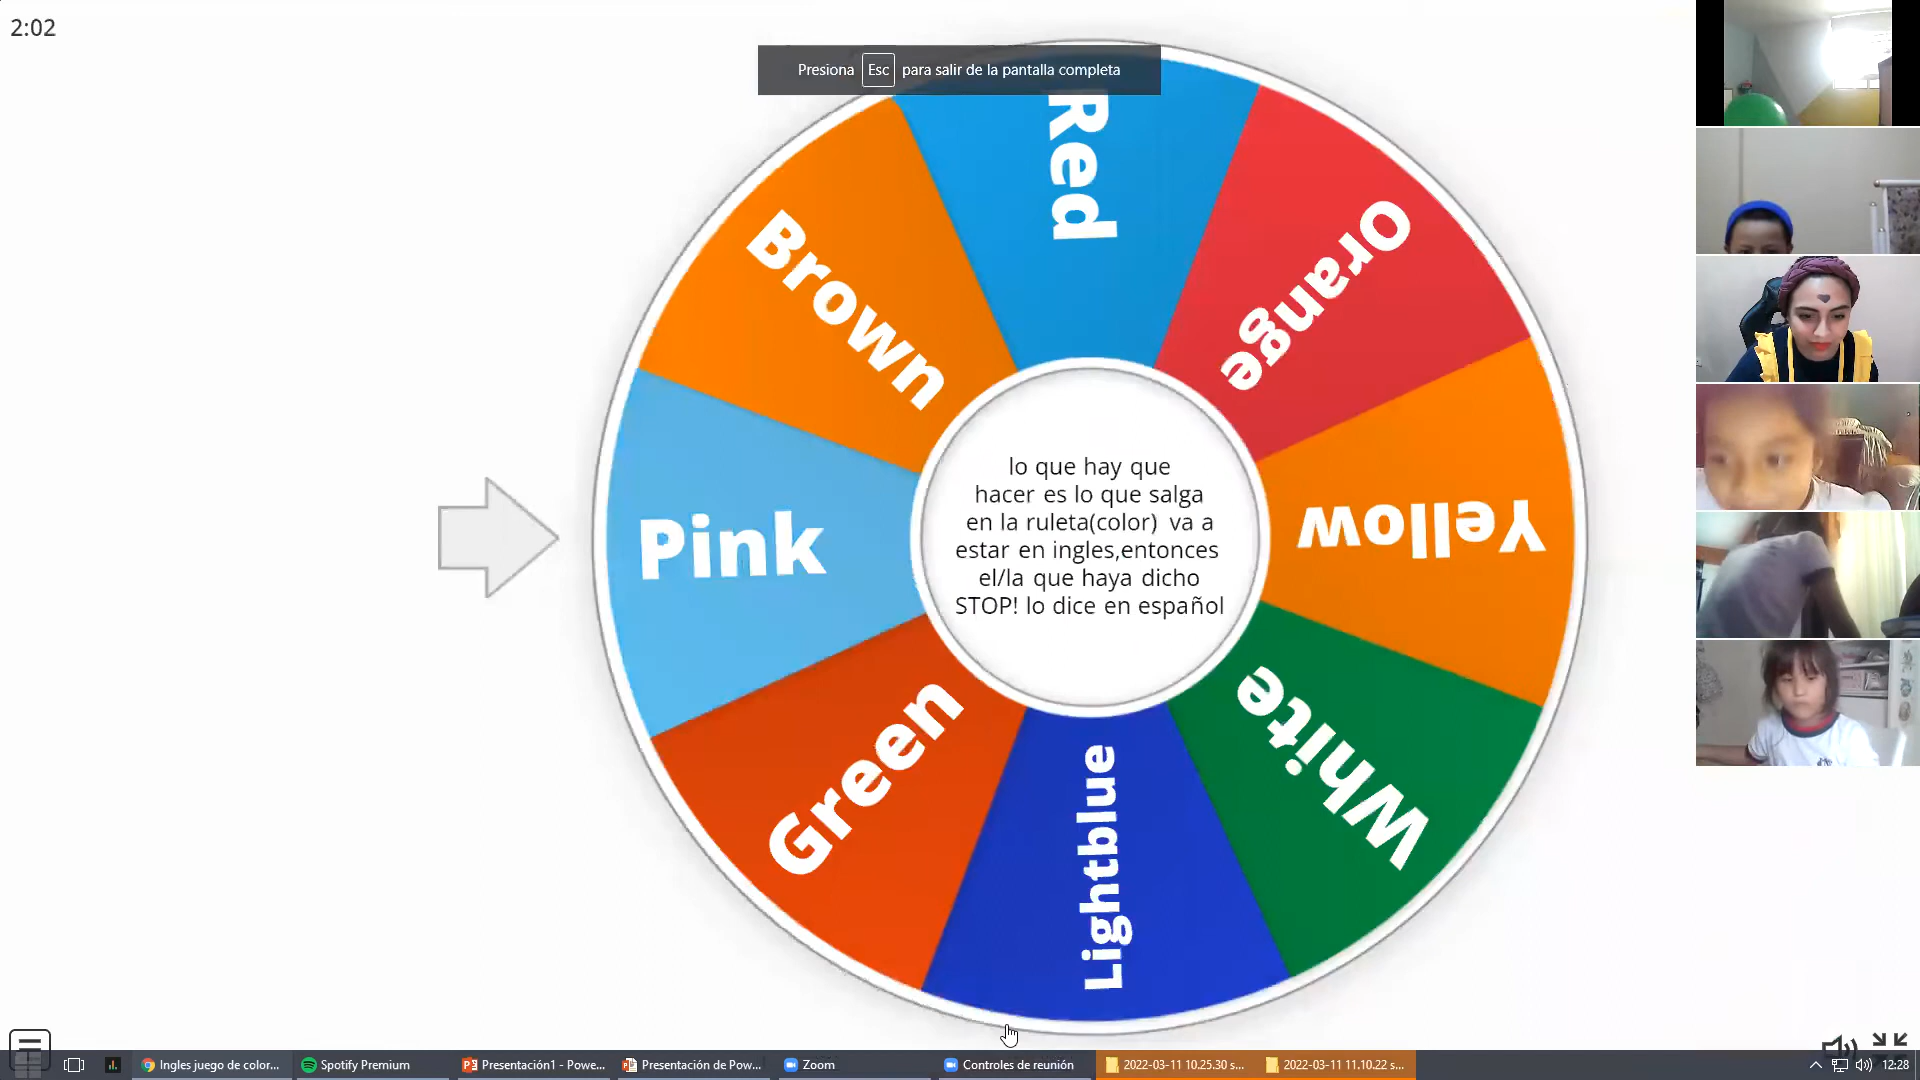 2:02
Presiona Esc para salir de la pantalla completa
Red
Orange
Brown
Pink
Yellow
lo que hay que
hacer es lo que salga
en la ruleta(color) va a
estar en ingles,entonces
el/la que haya dicho
STOP! lo dice en español
Green
White
Lightblue
Ingles juego de color...
Spotify Premium
Presentación1 - Powe...
Presentación de Pow...
Zoom
Controles de reunión
2022-03-11 10.25.30 s...
2022-03-11 11.10.22 s...
12:28